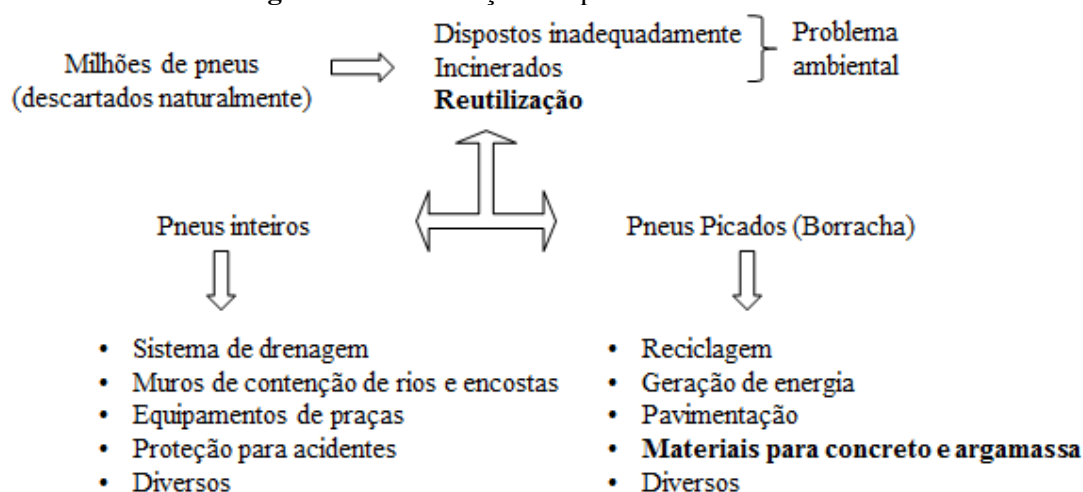 Dispostos inadequadamente
Incinerados
Reutilização
Problema
ambiental
Milhões de pneus
(descartados naturalmente)
Pneus inteiros
Pneus Picados (Borracha)
• Sistema de drenagem
• Muros de contenção de rios e encostas
• Equipamentos de praças
• Proteção para acidentes
• Diversos
• Reciclagem
• Geração de energia
• Pavimentação
• Materiais para concreto e argamassa
• Diversos